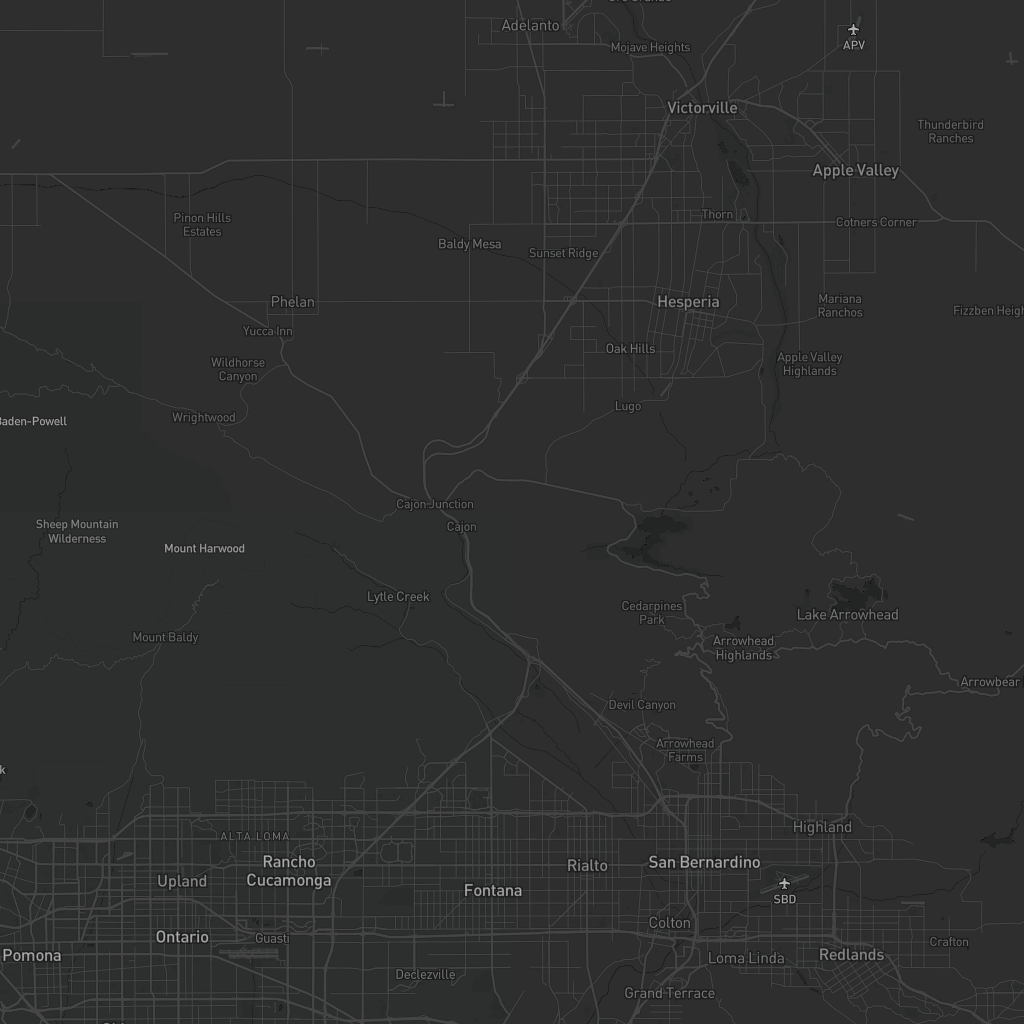 Adelanto
Mojave Heights
APV
Victorville
Thunderbird
Ranches
Apple Valley
Pinon Hills
Estates
Thorn
Cotners Corner
Baldy Mesa
Sunset Ridge
Phelan
Hesperia
Mariana
Ranchos
Fizzben Heigh
Yucca Inn
Oak Hills
Wildhorse
Canyon
Apple Valley
Highlands
Lugo
Wrightwood
Baden-Powell
Cajon Junction
Sheep Mountain
Wilderness
Cajon
Mount Harwood
Lytle Creek
Cedarpines
Park
Lake Arrowhead
Mount Baldy
Arrowhead
Highlands
Arrowbear
Devil Canyon
Arrowhead
Farms
k
Highland
ALTA LOMA
Rancho
Cucamonga
Rialto
San Bernardino
Upland
Fontana
SBD
Colton
Ontario
Guasti
Crafton
Pomona
Loma Linda
Redlands
Declezville
Grand Terrace